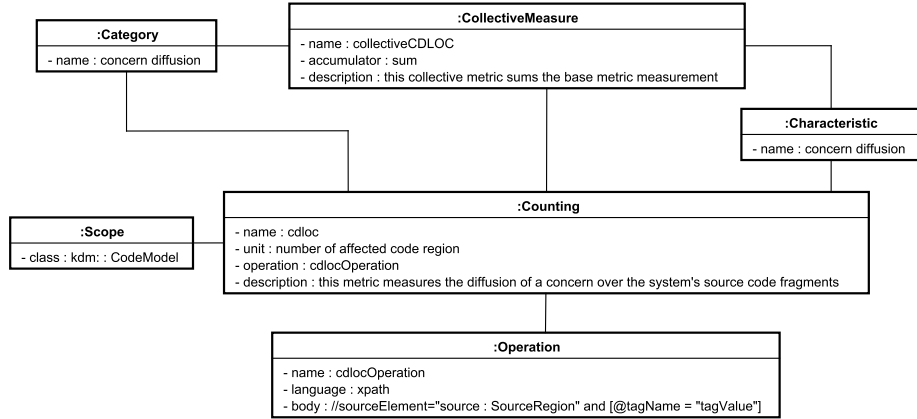 :CollectiveMeasure
- name : collectiveCDLOC
- accumulator : sum
- description : this collective metric sums the base metric measurement
:Category
- name : concern diffusion
:Characteristic
- name : concern diffusion
:Counting
- name : cdloc
- unit : number of affected code region
- operation : cdlocOperation
- description : this metric measures the diffusion of a concern over the system's source code fragments
:Scope
- class : kdm: : CodeModel
:Operation
- name : cdlocOperation
- language : xpath
- body : //sourceElement="source : SourceRegion" and [@tagName = "tagValue"]